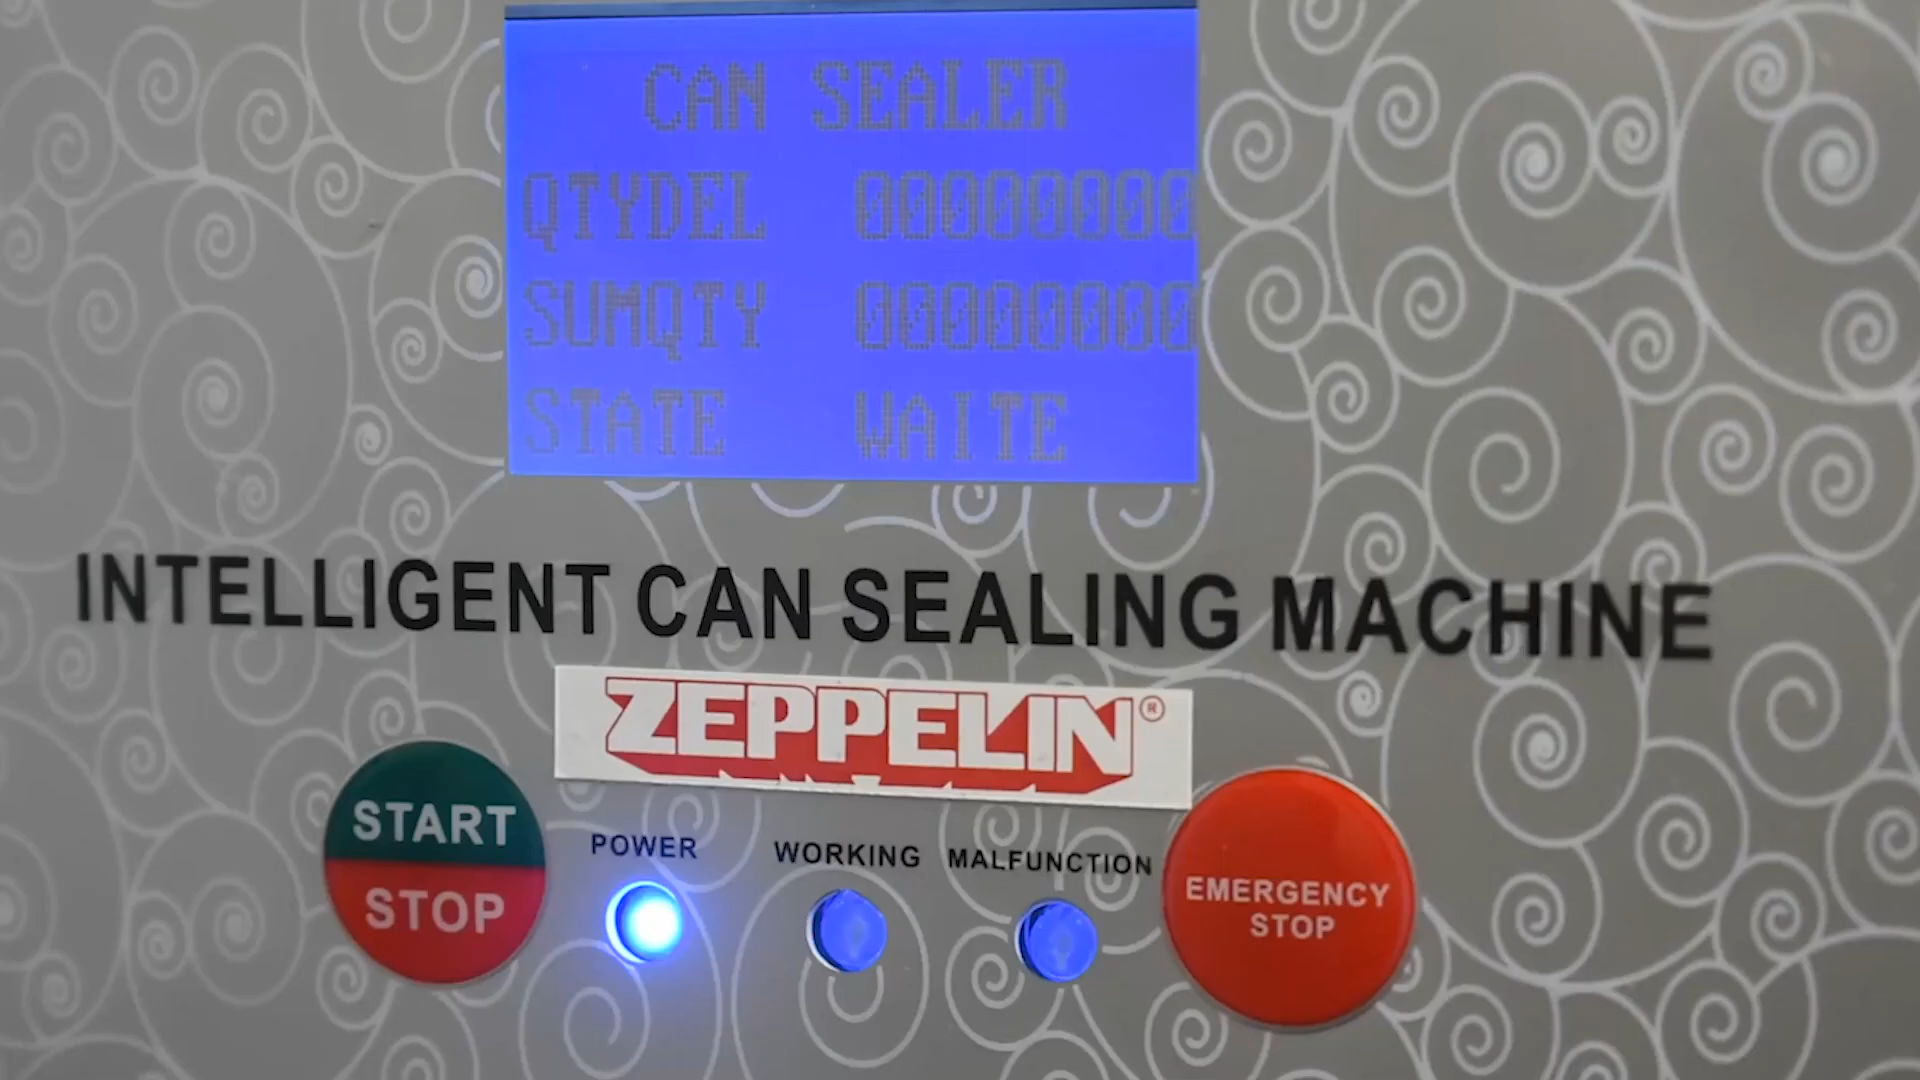 CAN SEALER
QTYDEL 00000000
SUMQTY 00000000
STATE WAITE
INTELLIGENT CAN SEALING MACHINE
ZEPPELIN®
START
STOP
POWER
WORKING
MALFUNCTION
EMERGENCY
STOP